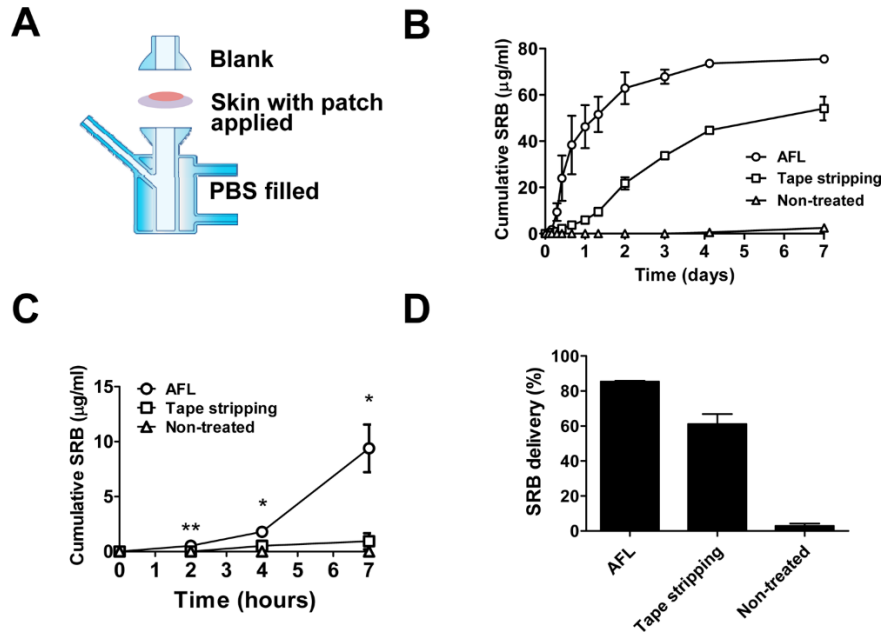 A
Blank
Skin with patch
applied
PBS filled
B
Cumulative SRB (μg/ml)
80
60
40
20
0
AFL
Tape stripping
Non-treated
0 1 2 3 4 5 6 7
Time (days)
C
Cumulative SRB (μg/ml)
15
10
5
0
AFL
Tape stripping
Non-treated
**
*
*
0 1 2 3 4 5 6 7
Time (hours)
D
SRB delivery (%)
100
80
60
40
20
0
AFL
Tape stripping
Non-treated